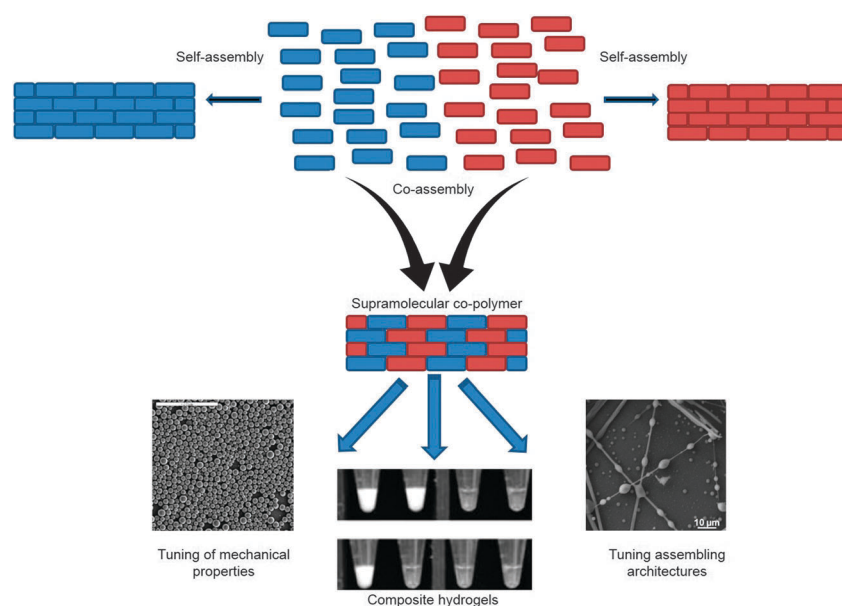 Self-assembly
Self-assembly
Co-assembly
Supramolecular co-polymer
10 µm
Tuning of mechanical
properties
Tuning assembling
architectures
Composite hydrogels